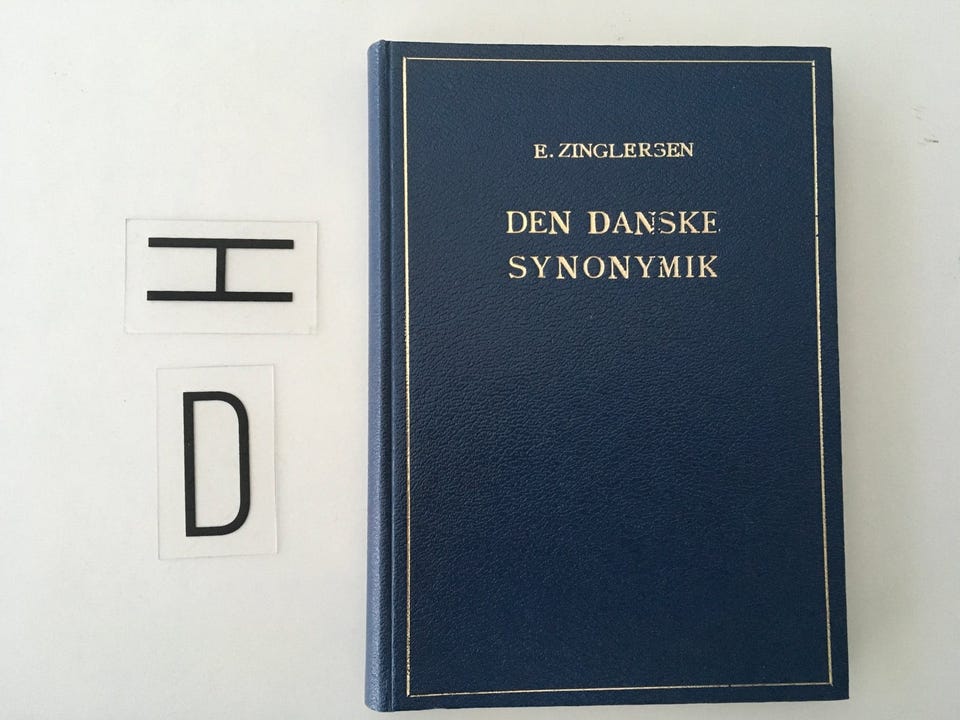 E. ZINGLERSEN
DEN DANSKE
SYNONYMIK
H
D